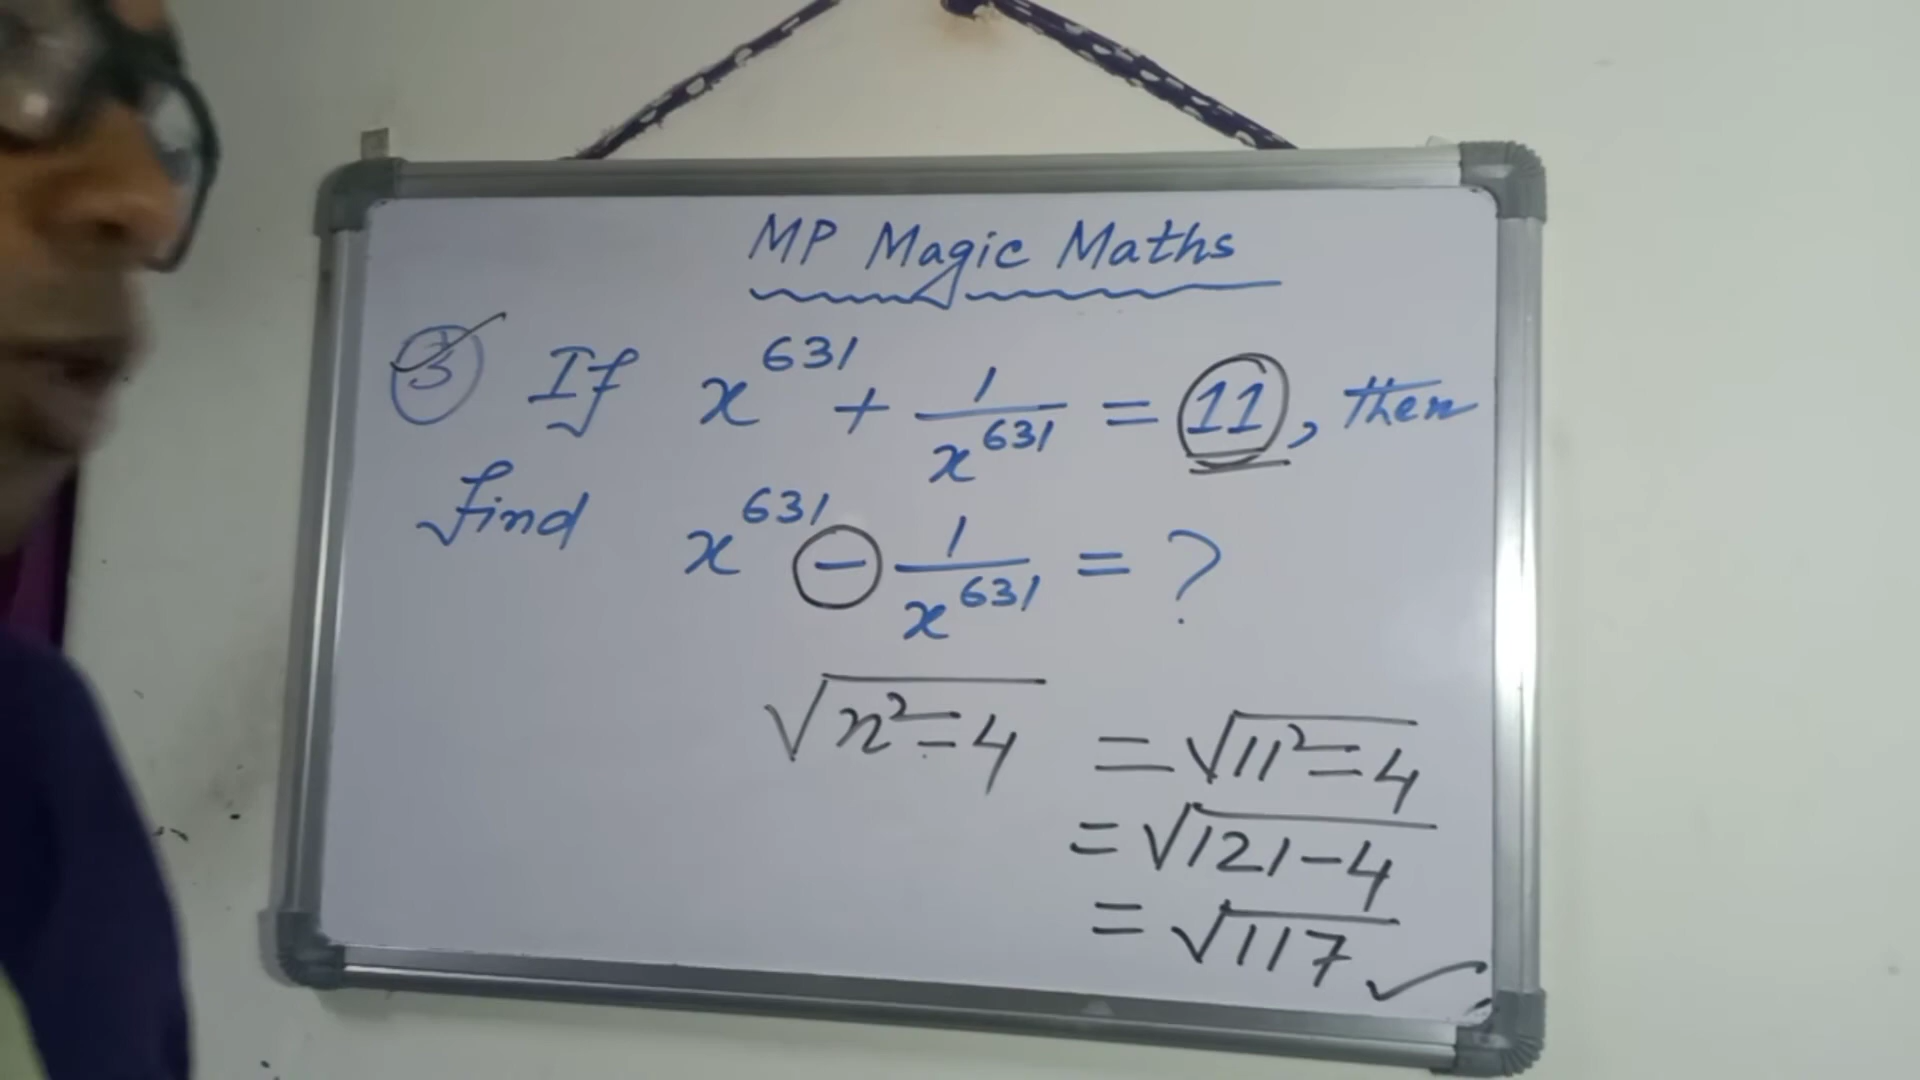 MP Magic Maths
③ If x^631 + 1/x^631 = 11, then
find x^631 - 1/x^631 = ?
√(n²-4) = √(11²-4)
= √(121-4)
= √117 ✓